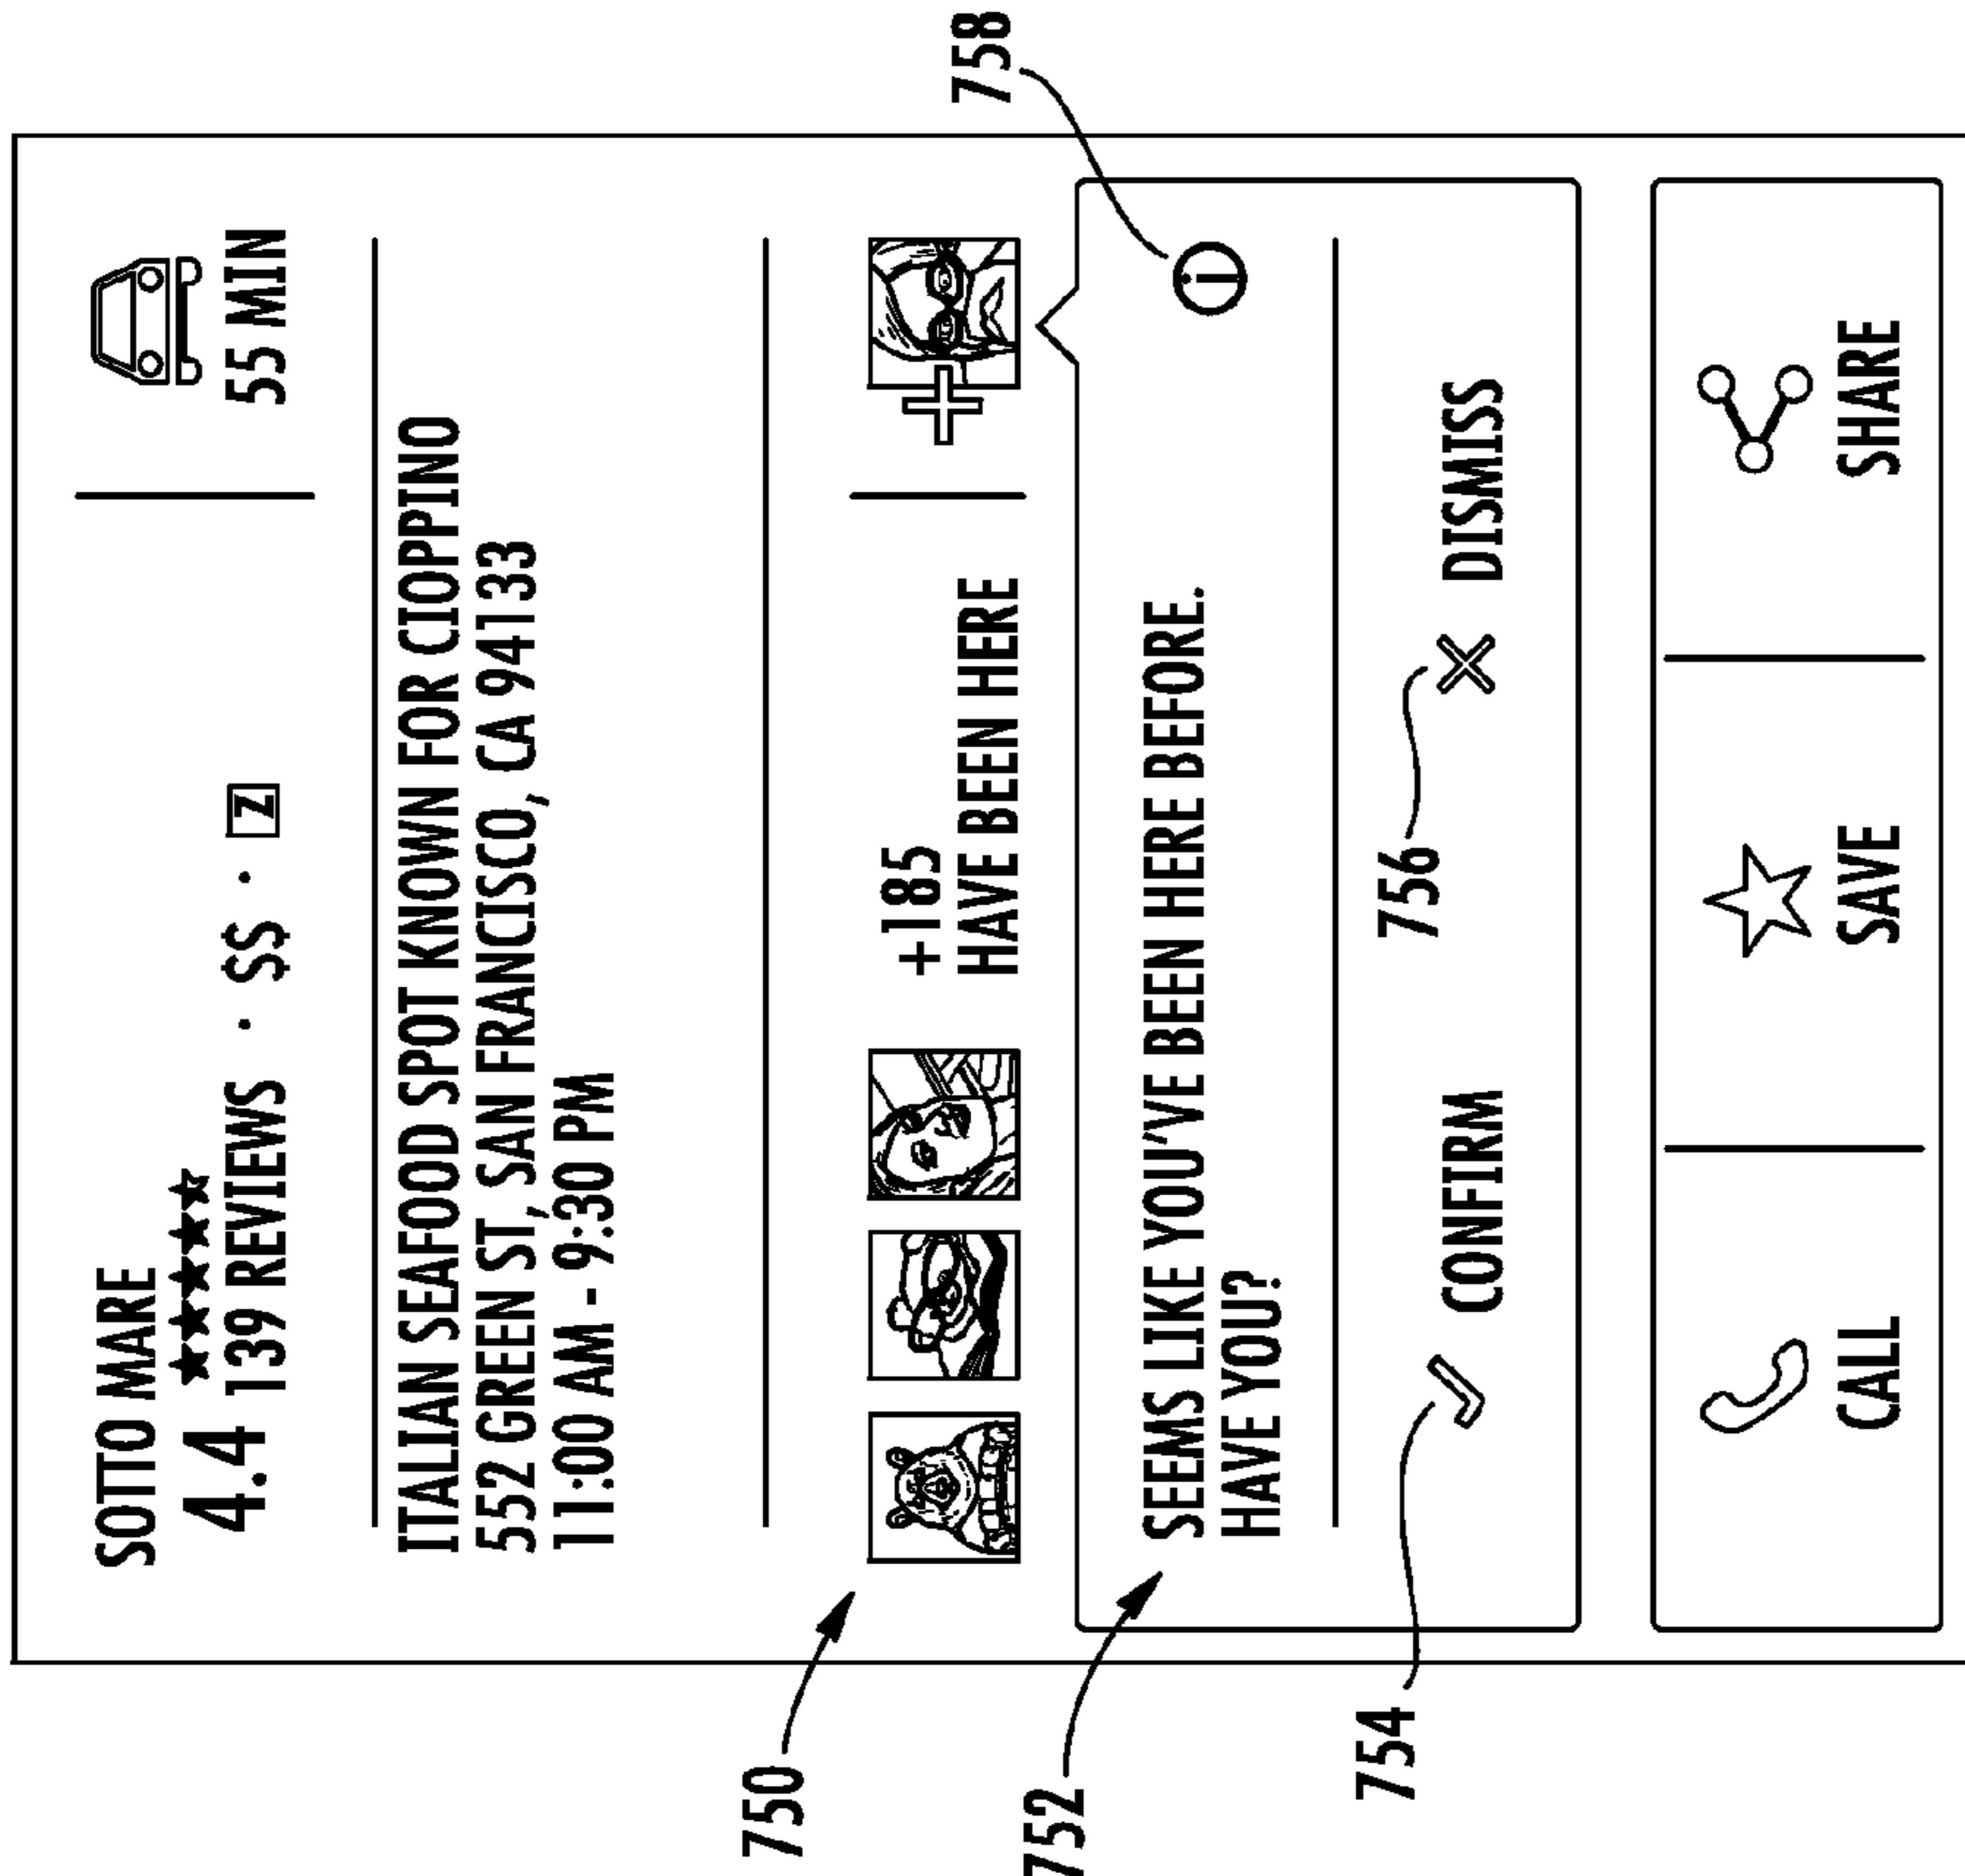 SOTTO MARE
4.4 139 REVIEWS · $$ · Z
55 MIN
ITALIAN SEAFOOD SPOT KNOWN FOR CIOPPINO
552 GREEN ST, SAN FRANCISCO, CA 94133
11:00 AM - 9:30 PM
750
+185
HAVE BEEN HERE
758
752
SEEMS LIKE YOU'VE BEEN HERE BEFORE.
HAVE YOU?
754
756
CONFIRM
DISMISS
CALL
SAVE
SHARE